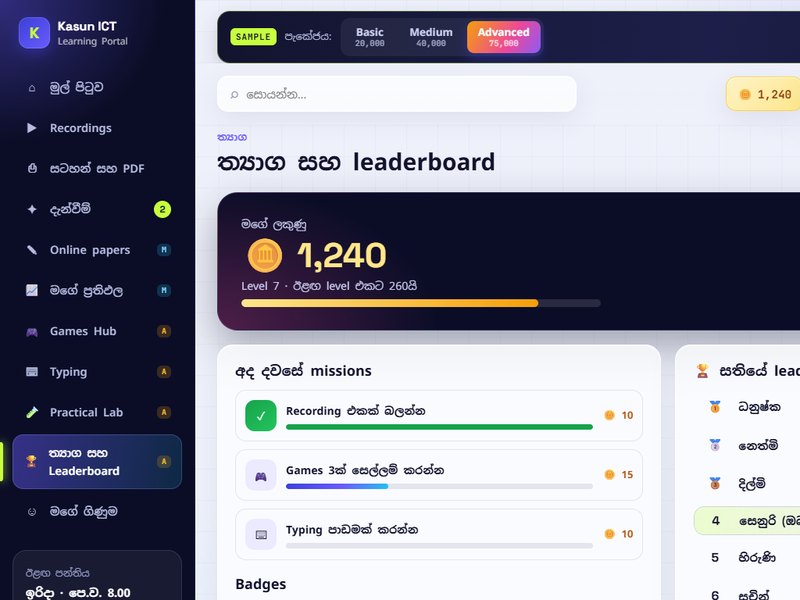 K
Kasun ICT
Learning Portal
මුල් පිටුව
Recordings
සටහන් සහ PDF
දැන්වීම් 2
Online papers M
මගේ ප්‍රතිඵල M
Games Hub A
Typing A
Practical Lab A
ත්‍යාග සහ
Leaderboard A
මගේ ගිණුම
ඊළඟ පන්තිය
ඉරිදා · පෙ.ව. 8.00
SAMPLE පැකේජය:
Basic Medium Advanced
20,000 40,000 75,000
සොයන්න...
1,240
ත්‍යාග
ත්‍යාග සහ leaderboard
මගේ ලකුණු
1,240
Level 7 · ඊළඟ level එකට 260යි
අද දවසේ missions
Recording එකක් බලන්න 10
Games 3ක් සෙල්ලම් කරන්න 15
Typing පාඩමක් කරන්න 10
Badges
සතියේ
ධනුෂ්ක
නෙත්මි
දිල්මි
4 සෙනුරි
5 හිරුණි
6 සචින්